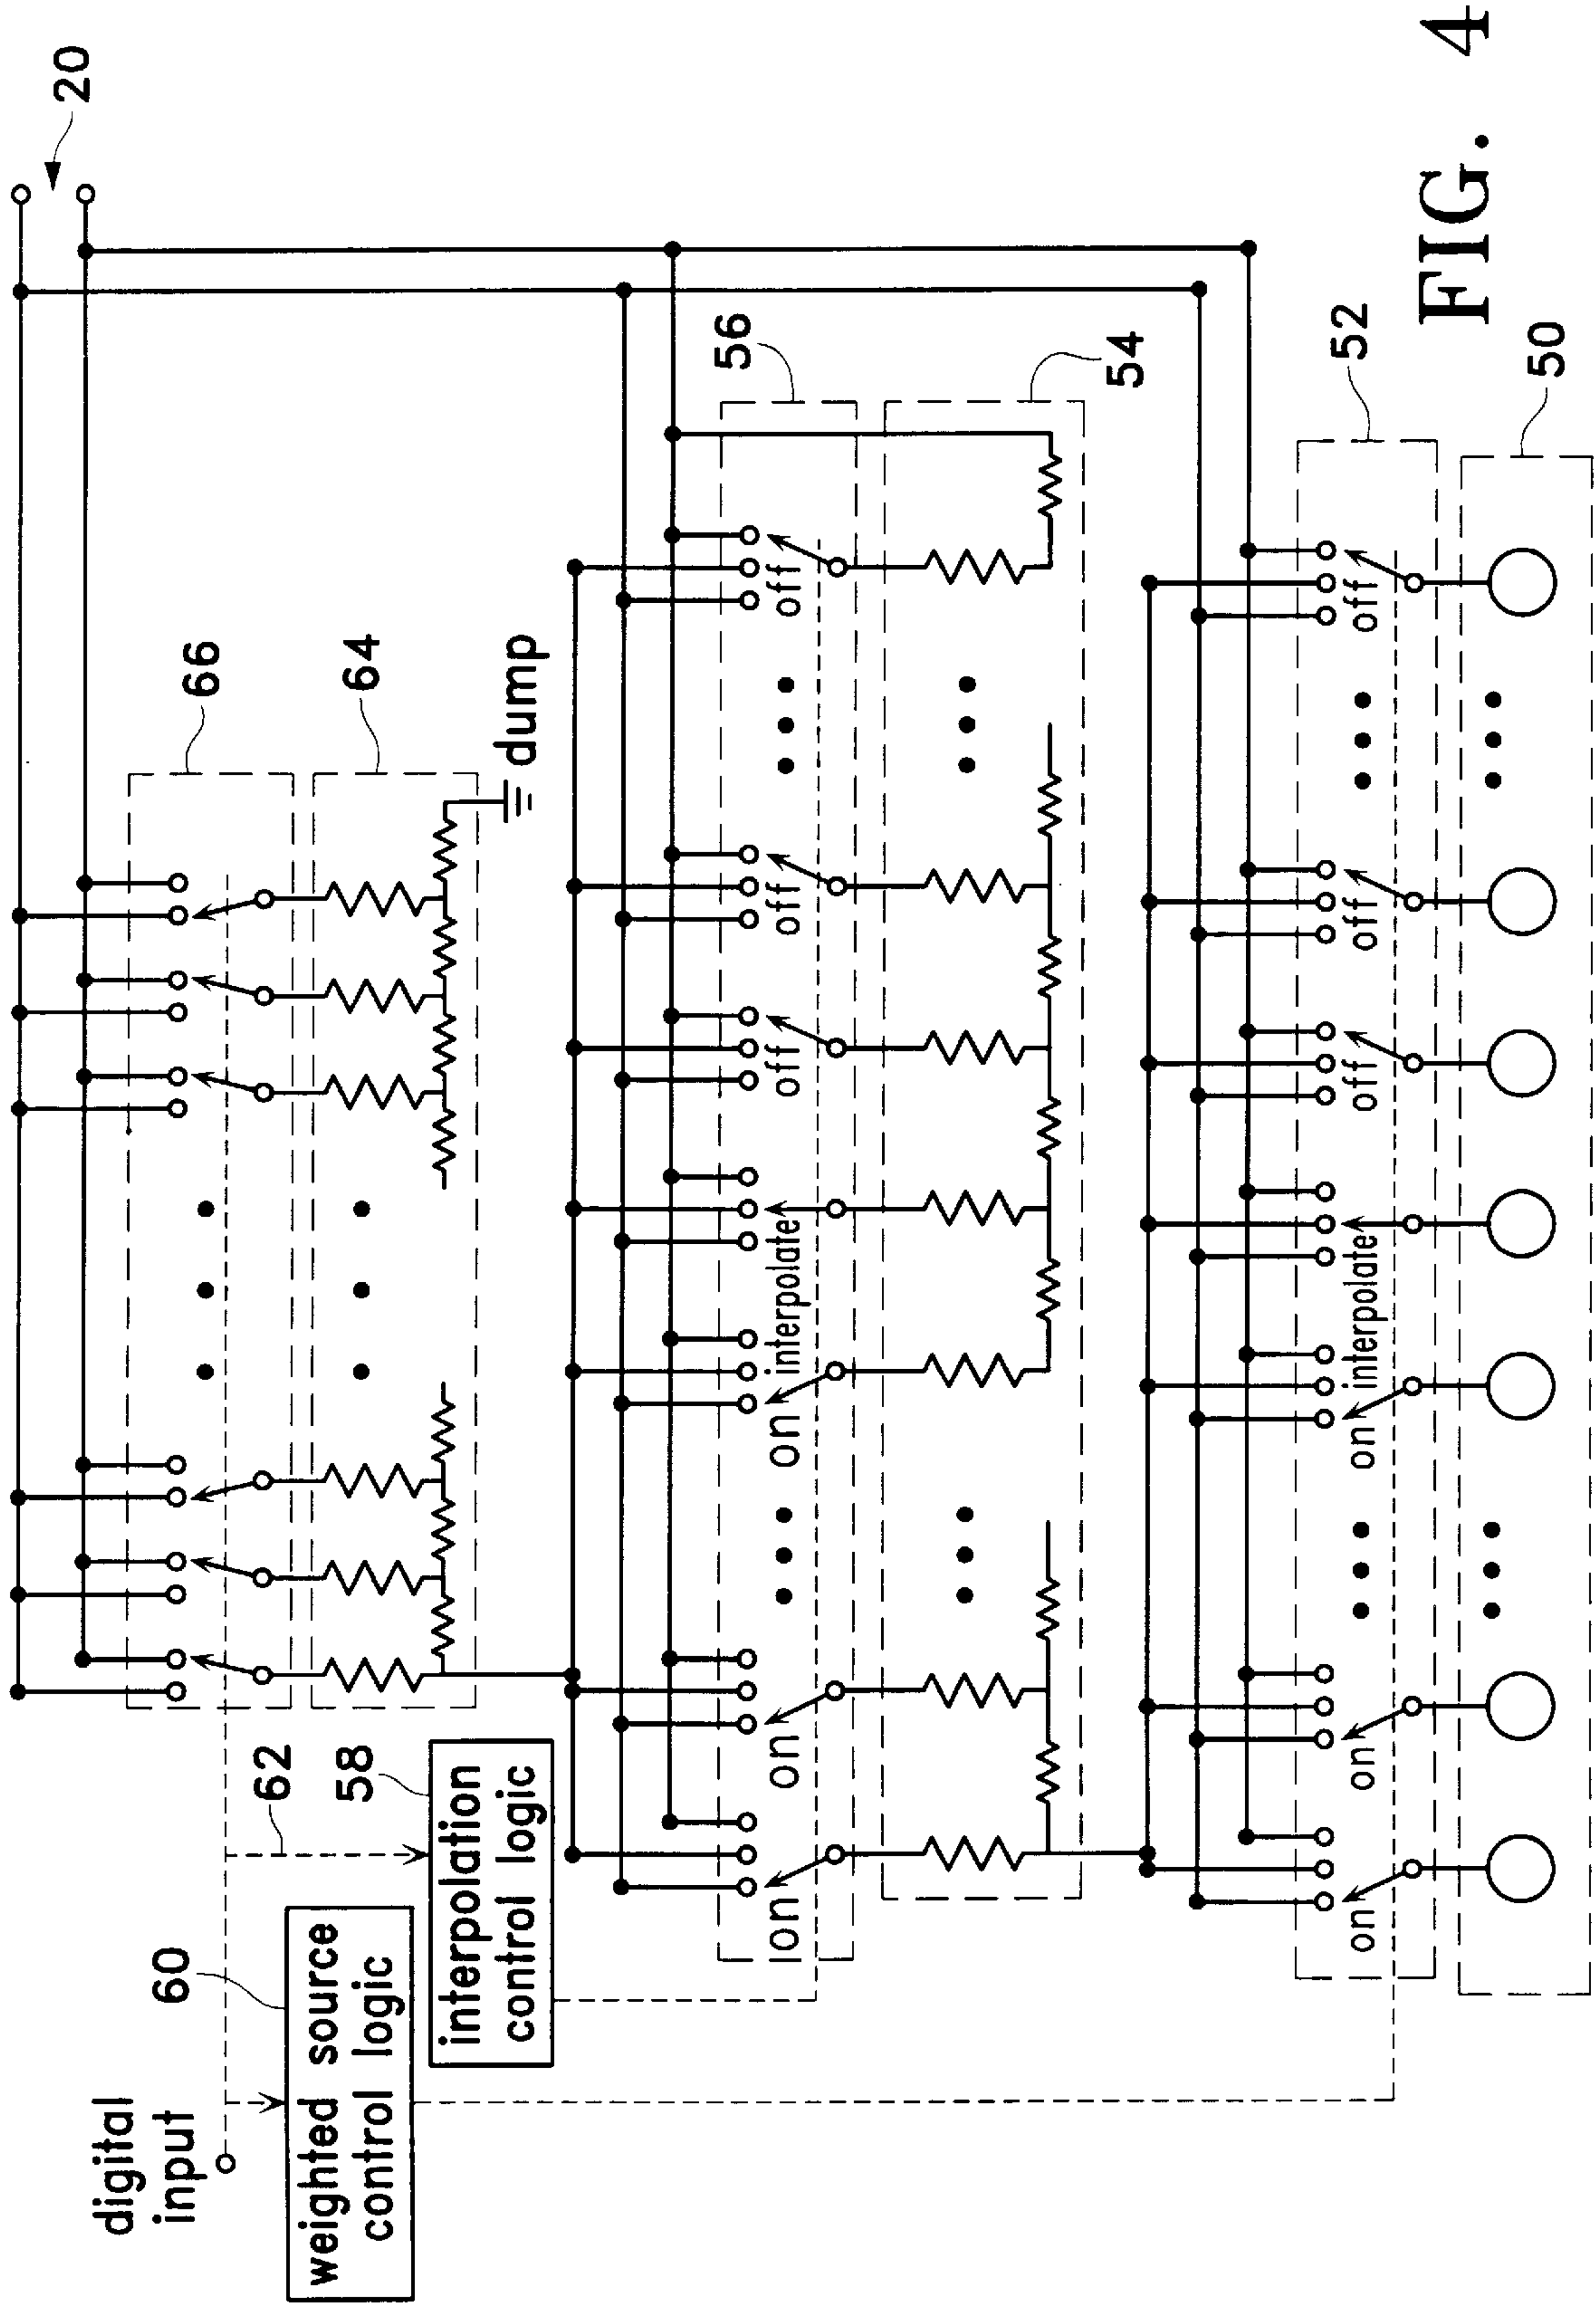 20
digital
input
60
66
62
weighted source
control logic
58
64
interpolation
control logic
dump
56
on on on interpolate off off off
54
52
on on on interpolate off off off
50
FIG. 4